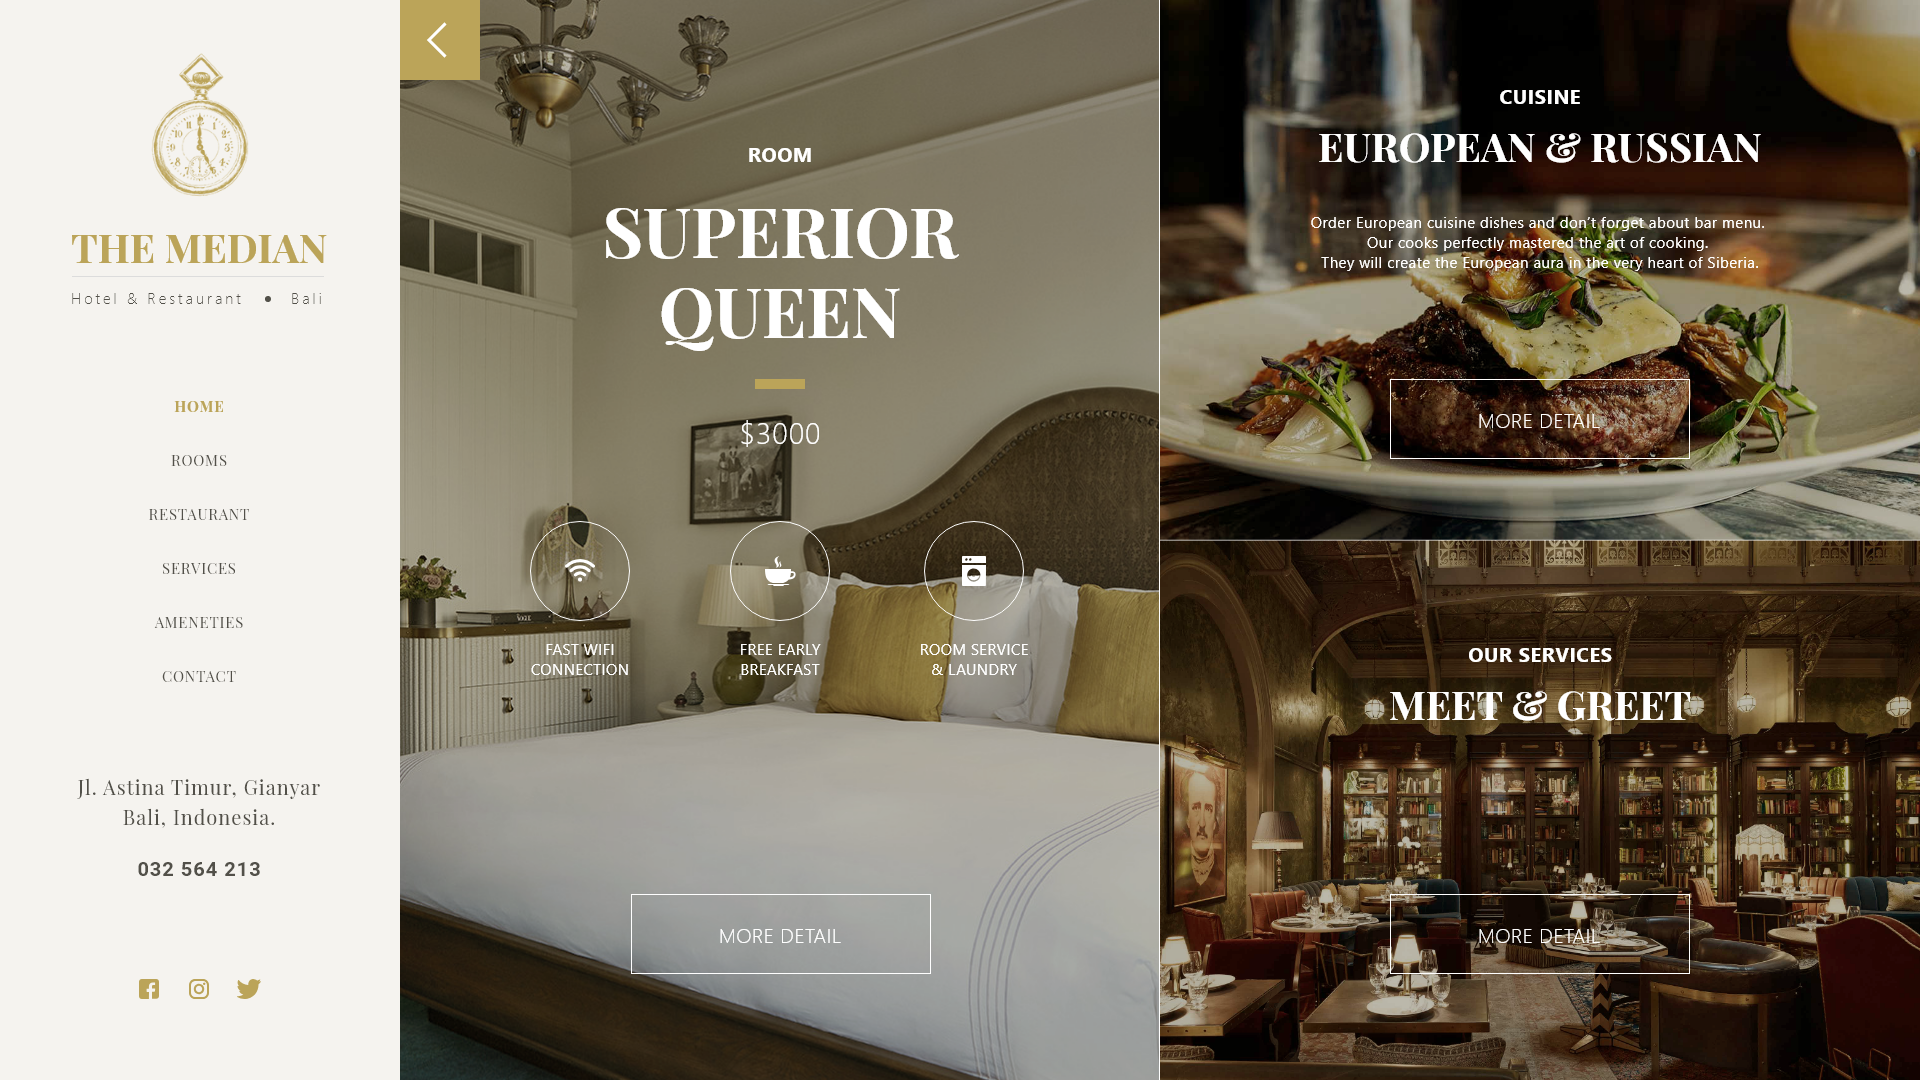 THE MEDIAN
Hotel & Restaurant • Bali
HOME
ROOMS
RESTAURANT
SERVICES
AMENETIES
CONTACT
Jl. Astina Timur, Gianyar
Bali, Indonesia.
032 564 213
ROOM
SUPERIOR
QUEEN
$3000
FAST WIFI
CONNECTION
FREE EARLY
BREAKFAST
ROOM SERVICE
& LAUNDRY
MORE DETAIL
CUISINE
EUROPEAN & RUSSIAN
Order European cuisine dishes and don’t forget about bar menu.
Our cooks perfectly mastered the art of cooking.
They will create the European aura in the very heart of Siberia.
MORE DETAIL
OUR SERVICES
MEET & GREET
MORE DETAIL